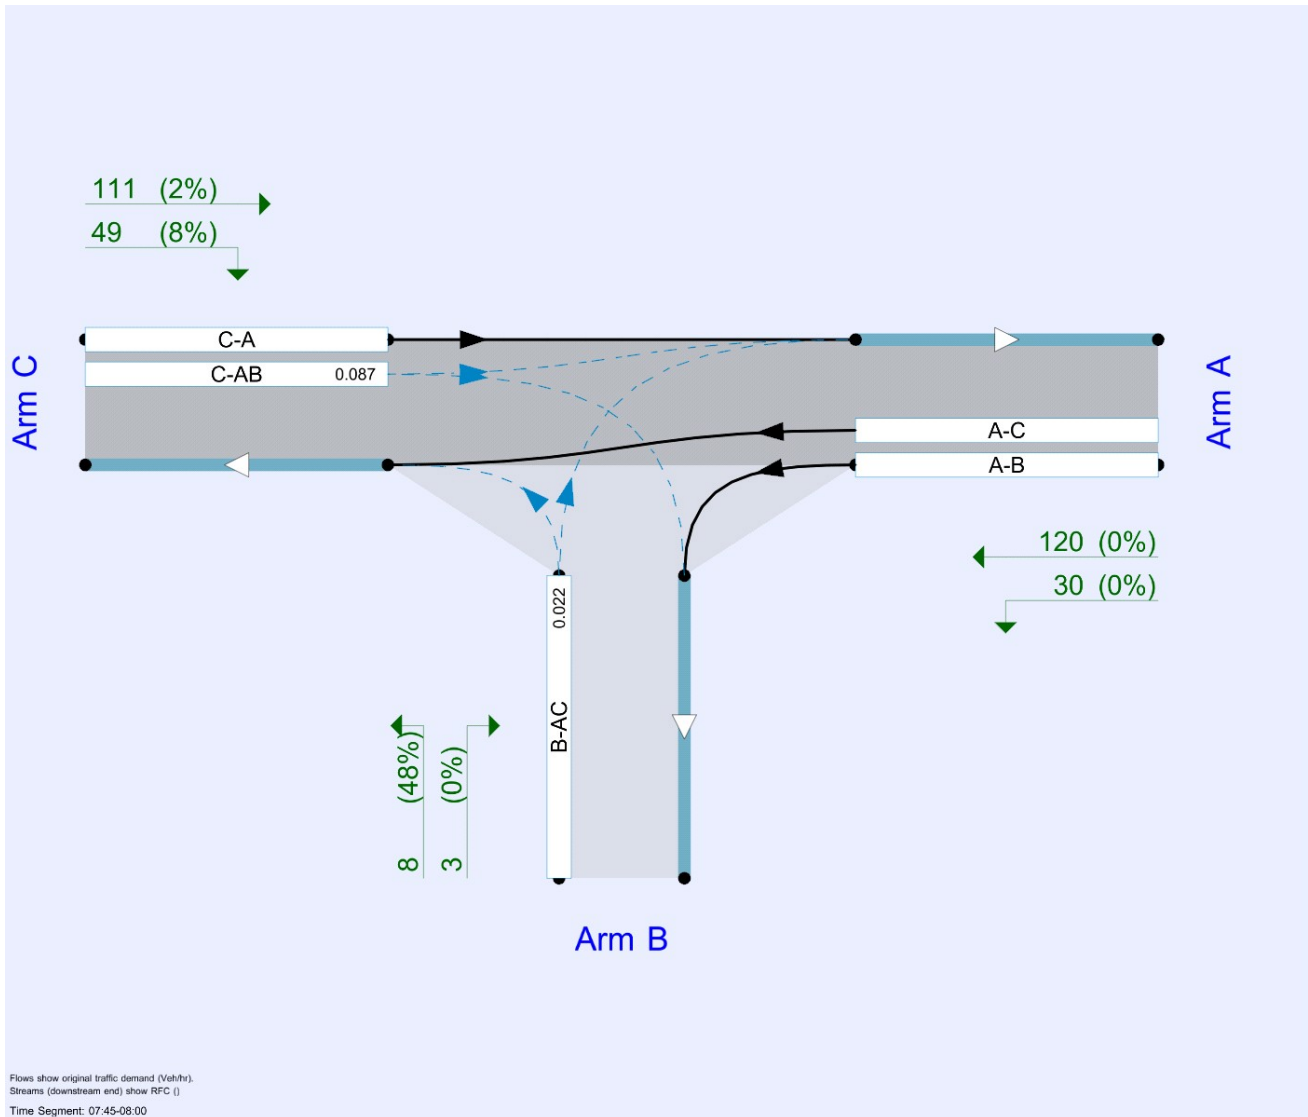 111 (2%)
49 (8%)
C-A
C-AB 0.087
Arm C
Arm A
A-C
A-B
120 (0%)
30 (0%)
0.022
B-AC
8 (48%)
3 (0%)
Arm B
Flows show original traffic demand (Veh/hr).
Streams (downstream end) show RFC ()
Time Segment: 07:45-08:00